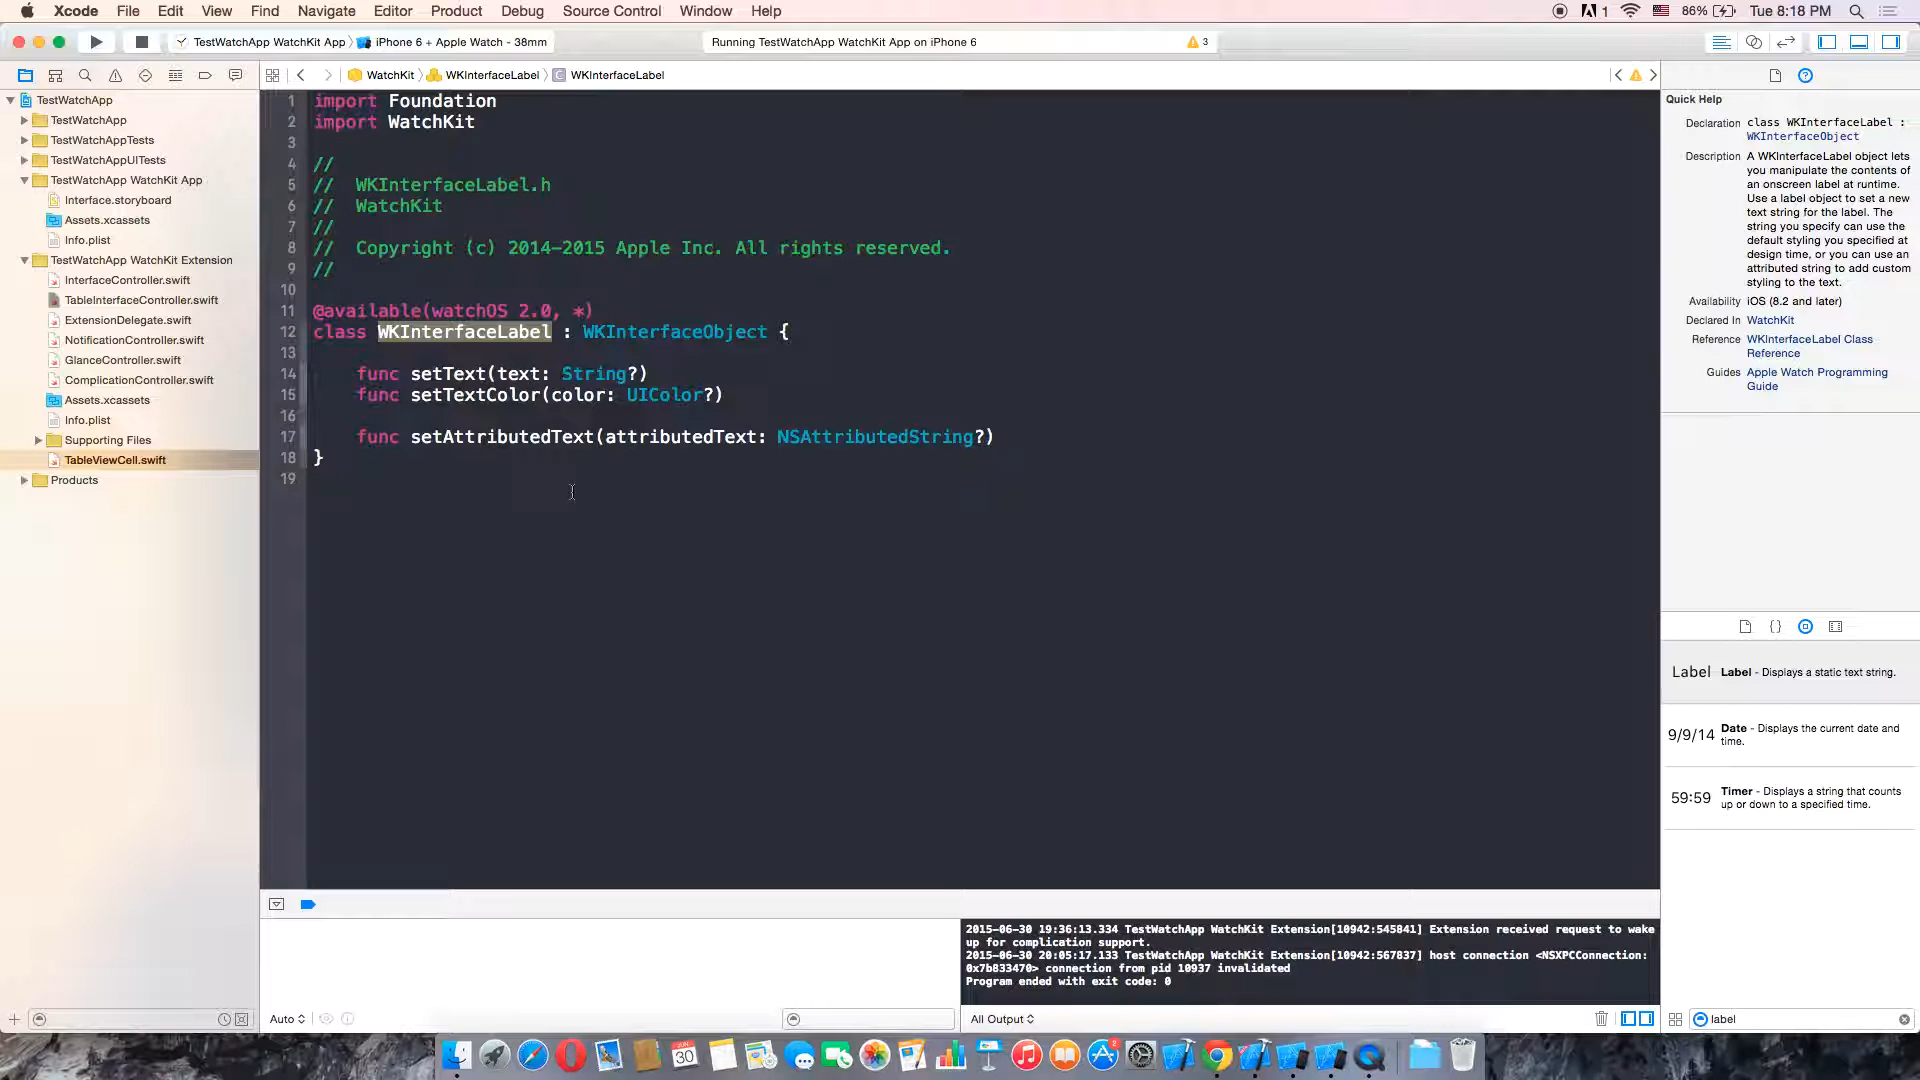 Xcode File Edit View Find Navigate Editor Product Debug Source Control Window Help 1 86% Tue 8:18 PM
TestWatchApp WatchKit App iPhone 6 + Apple Watch - 38mm Running TestWatchApp WatchKit App on iPhone 6 3
WatchKit WKInterfaceLabel WKInterfaceLabel
TestWatchApp
TestWatchApp
TestWatchAppTests
TestWatchAppUITests
TestWatchApp WatchKit App
Interface.storyboard
Assets.xcassets
Info.plist
TestWatchApp WatchKit Extension
InterfaceController.swift
TableInterfaceController.swift
ExtensionDelegate.swift
NotificationController.swift
GlanceController.swift
ComplicationController.swift
Assets.xcassets
Info.plist
Supporting Files
TableViewCell.swift
Products
1 import Foundation
2 import WatchKit
3
4 //
5 // WKInterfaceLabel.h
6 // WatchKit
7 //
8 // Copyright (c) 2014-2015 Apple Inc. All rights reserved.
9 //
10
11 @available(watchOS 2.0, *)
12 class WKInterfaceLabel : WKInterfaceObject {
13
14 func setText(text: String?)
15 func setTextColor(color: UIColor?)
16
17 func setAttributedText(attributedText: NSAttributedString?)
18 }
19
Quick Help
Declaration class WKInterfaceLabel :
WKInterfaceObject
Description A WKInterfaceLabel object lets
you manipulate the contents of
an onscreen label at runtime.
Use a label object to set a new
text string for the label. The
string you specify can use the
default styling you specified at
design time, or you can use an
attributed string to add custom
styling to the text.
Availability iOS (8.2 and later)
Declared In WatchKit
Reference WKInterfaceLabel Class
Reference
Guides Apple Watch Programming
Guide
Label Label - Displays a static text string.
9/9/14 Date - Displays the current date and
time.
59:59 Timer - Displays a string that counts
up or down to a specified time.
2015-06-30 19:36:13.334 TestWatchApp WatchKit Extension[10942:545841] Extension received request to wake
up for complication support.
2015-06-30 20:05:17.133 TestWatchApp WatchKit Extension[10942:567837] host connection <NSXPCConnection:
0x7b833470> connection from pid 10937 invalidated
Program ended with exit code: 0
Auto All Output label
JUN
30
2